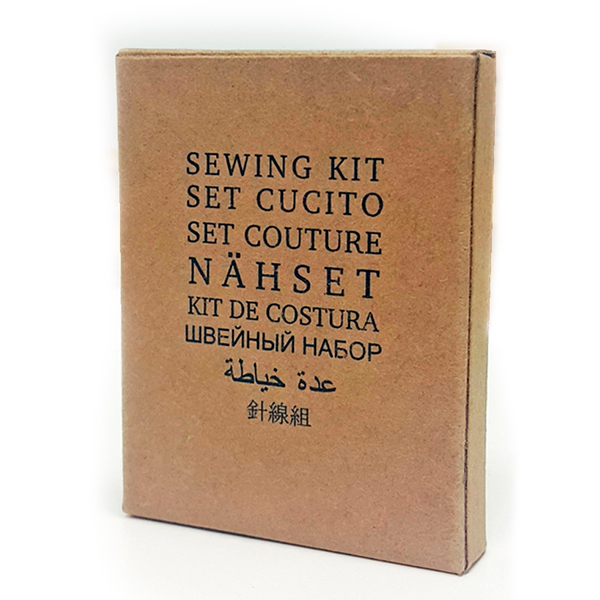 SEWING KIT
SET CUCITO
SET COUTURE
NÄHSET
KIT DE COSTURA
ШВЕЙНЫЙ НАБОР
عدة خياطة
針線組